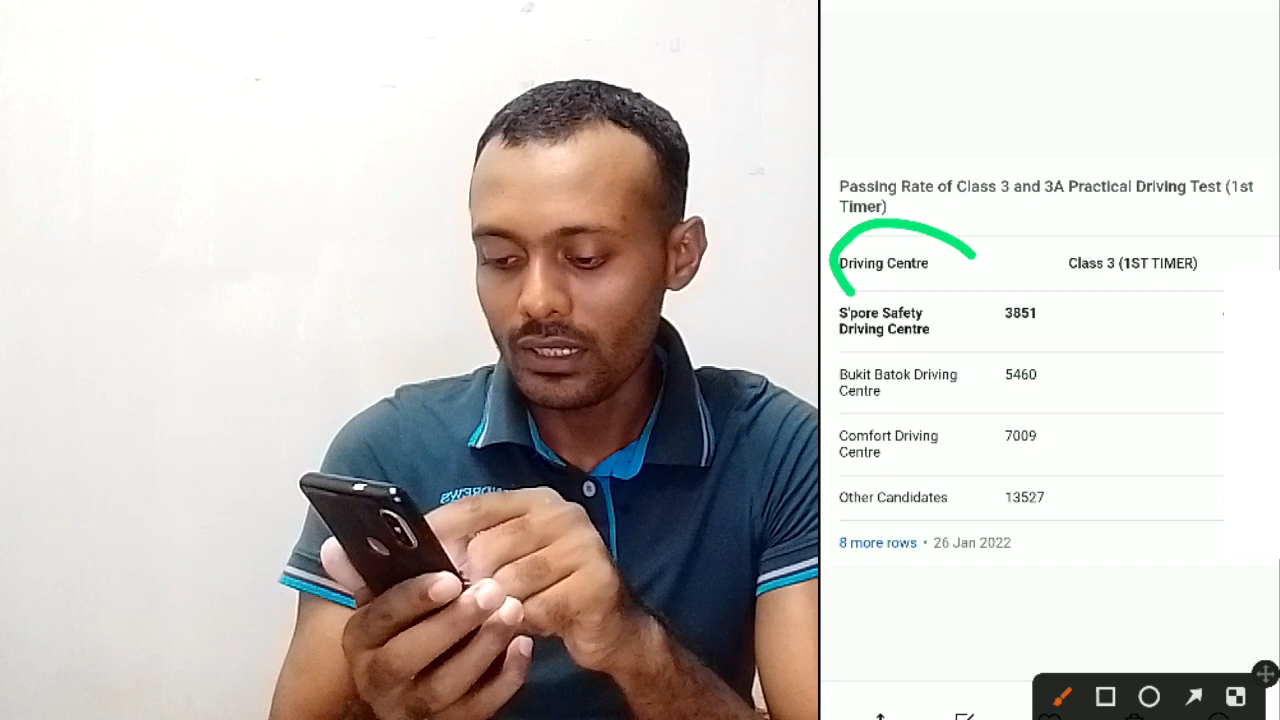 Passing Rate of Class 3 and 3A Practical Driving Test (1st
Timer)
Driving Centre
Class 3 (1ST TIMER)
S'pore Safety
Driving Centre
3851
Bukit Batok Driving
Centre
5460
Comfort Driving
Centre
7009
Other Candidates
13527
8 more rows • 26 Jan 2022